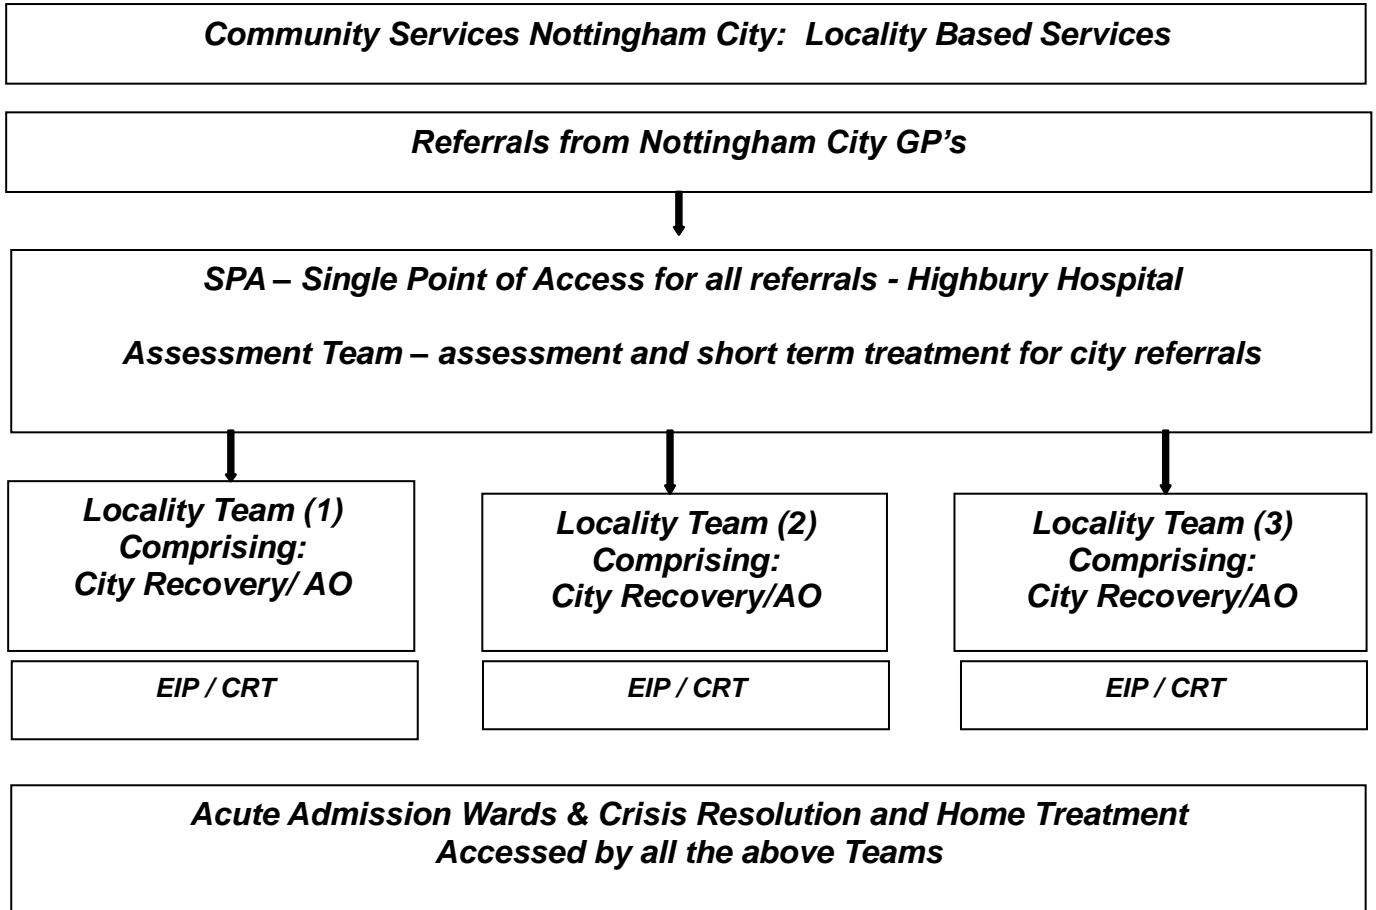 Community Services Nottingham City:  Locality Based Services
Referrals from Nottingham City GP's
SPA – Single Point of Access for all referrals - Highbury Hospital
Assessment Team – assessment and short term treatment for city referrals
Locality Team (1)
Comprising:
City Recovery/ AO
Locality Team (2)
Comprising:
City Recovery/AO
Locality Team (3)
Comprising:
City Recovery/AO
EIP / CRT
EIP / CRT
EIP / CRT
Acute Admission Wards & Crisis Resolution and Home Treatment
Accessed by all the above Teams